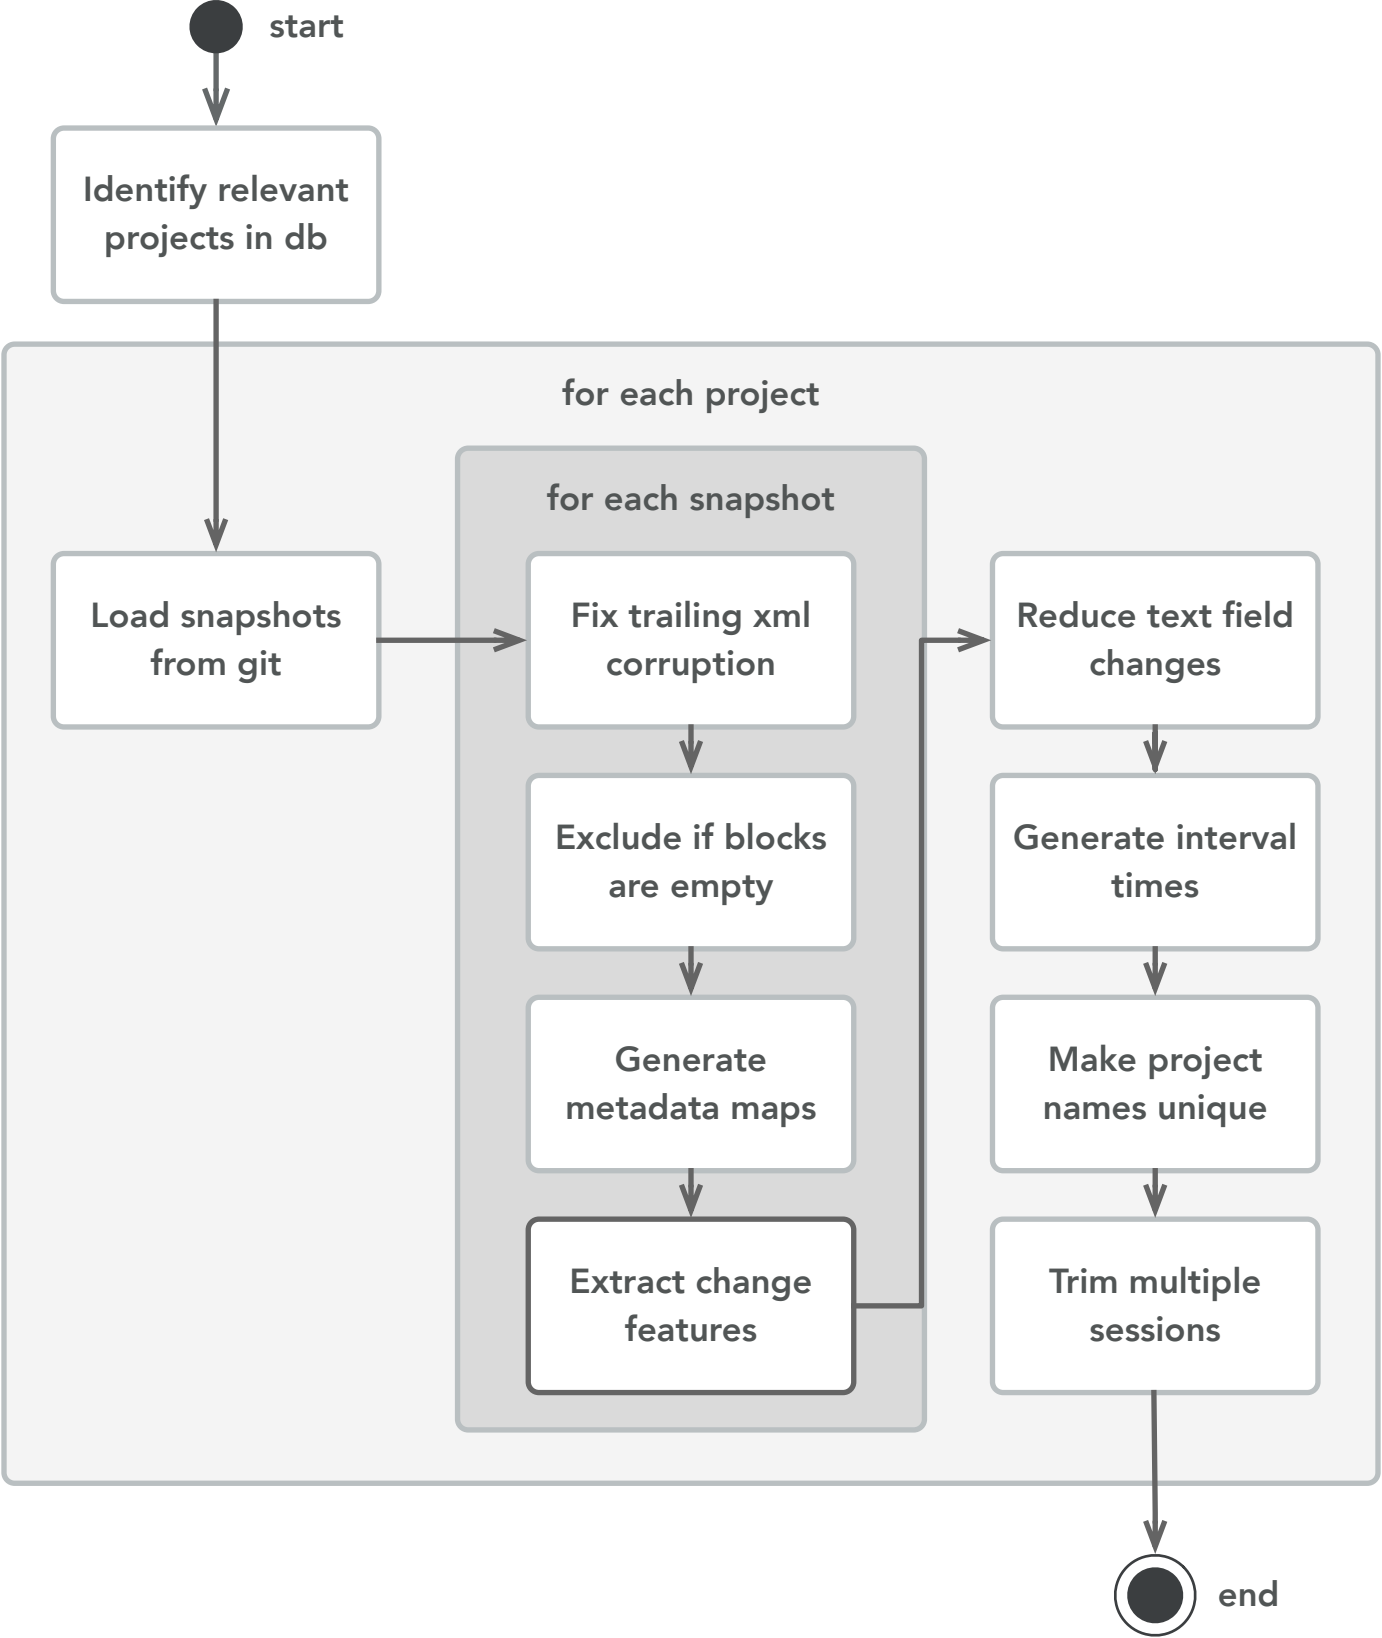 start
Identify relevant
projects in db
for each project
for each snapshot
Load snapshots
from git
Fix trailing xml
corruption
Exclude if blocks
are empty
Generate
metadata maps
Extract change
features
Reduce text field
changes
Generate interval
times
Make project
names unique
Trim multiple
sessions
end